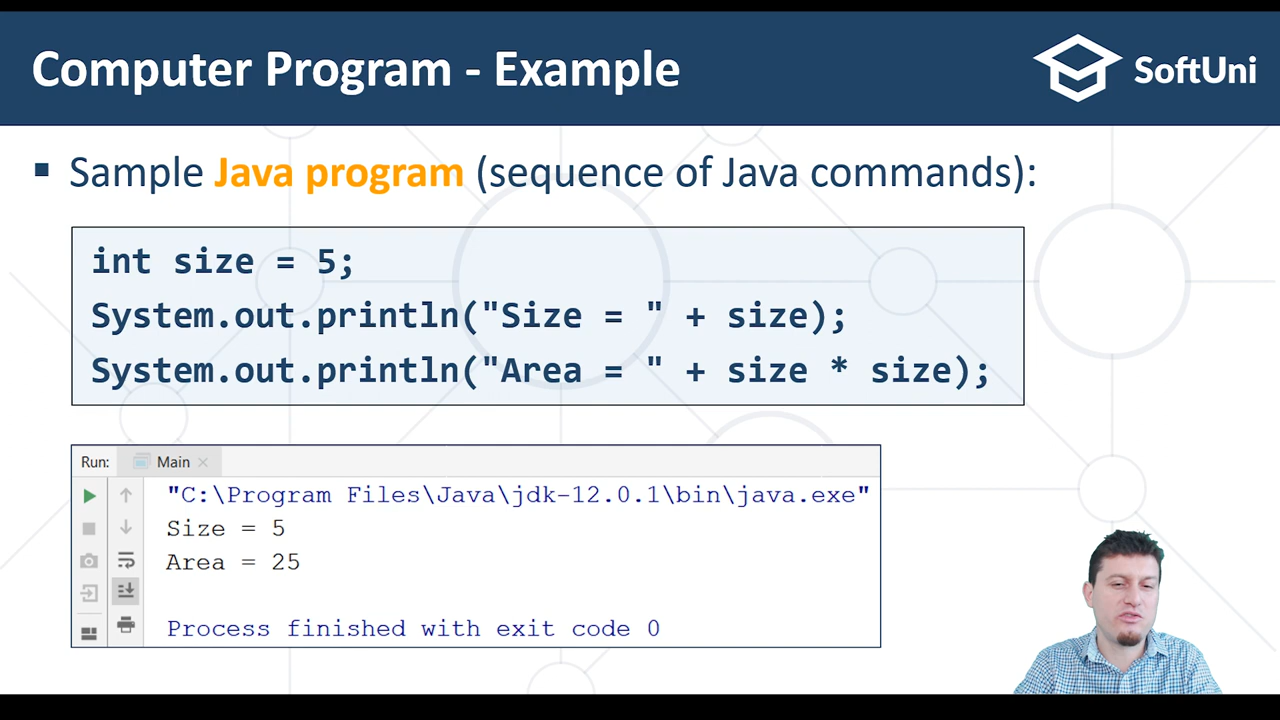 Computer Program - Example
SoftUni
Sample Java program (sequence of Java commands):
int size = 5;
System.out.println("Size = " + size);
System.out.println("Area = " + size * size);
Run: Main
"C:\Program Files\Java\jdk-12.0.1\bin\java.exe"
Size = 5
Area = 25
Process finished with exit code 0